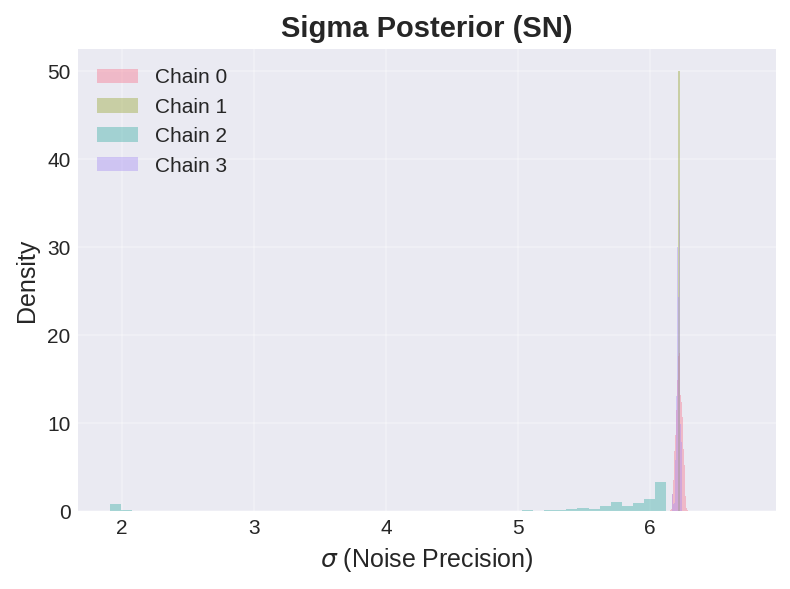 Sigma Posterior (SN)
50
40
30
20
10
0
Density
Chain 0
Chain 1
Chain 2
Chain 3
2
3
4
5
6
σ (Noise Precision)